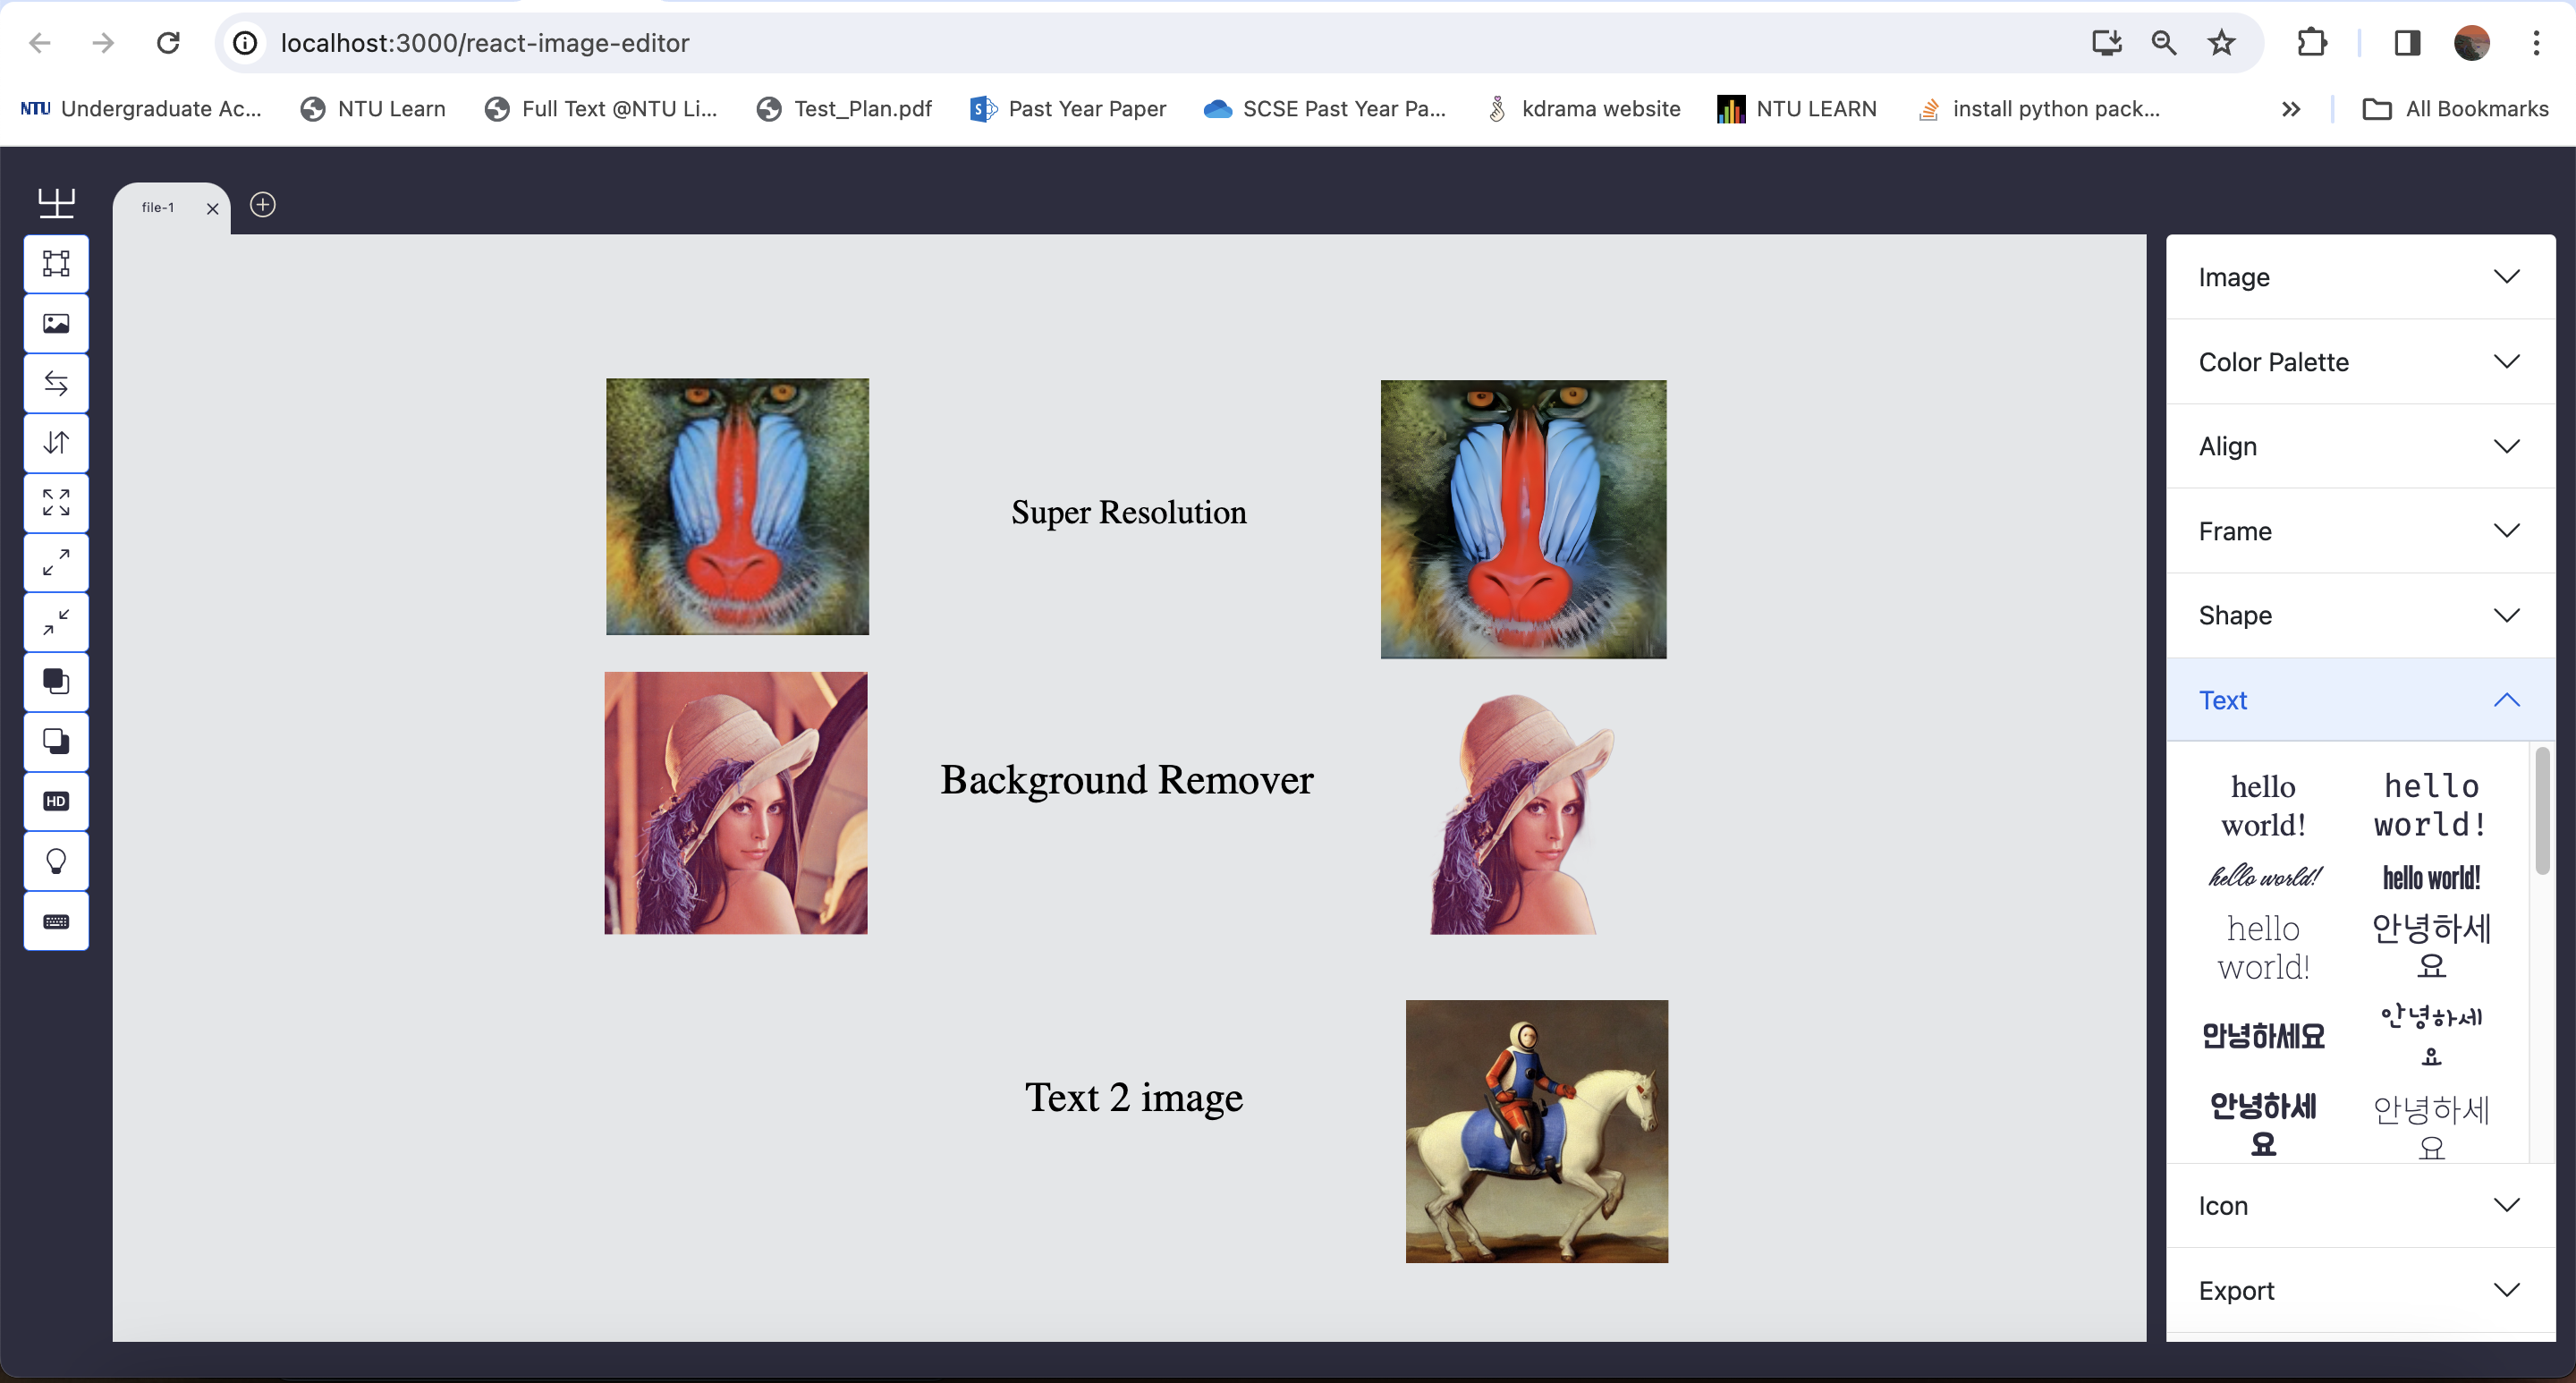 localhost:3000/react-image-editor
NTU Undergraduate Ac...
NTU Learn
Full Text @NTU Li...
Test_Plan.pdf
Past Year Paper
SCSE Past Year Pa...
kdrama website
NTU LEARN
install python pack...
All Bookmarks
file-1
HD
Super Resolution
Background Remover
Text 2 image
Image
Color Palette
Align
Frame
Shape
Text
hello
world!
hello
world!
hello world!
hello world!
hello
world!
안녕하세
요
안녕하세요
안녕하세
요
안녕하세
요
안녕하세
요
Icon
Export